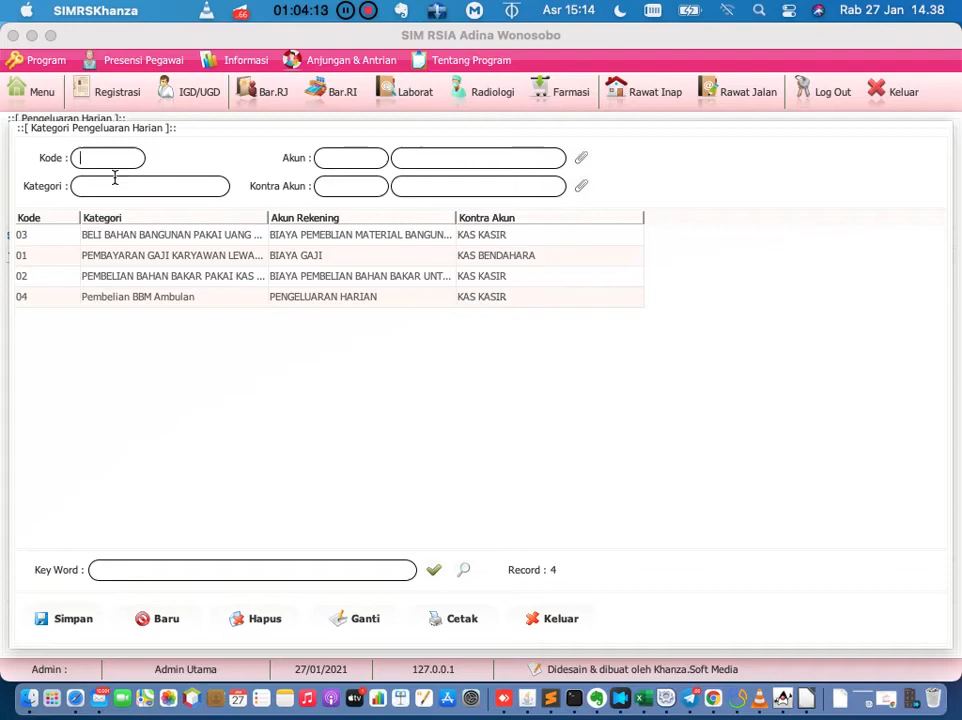 SIMRSKhanza 66 01:04:13 Asr 15:14 Rab 27 Jan 14.38
SIM RSIA Adina Wonosobo
Program Presensi Pegawai Informasi Anjungan & Antrian Tentang Program
Menu Registrasi IGD/UGD Bar.RJ Bar.RI Laborat Radiologi Farmasi Rawat Inap Rawat Jalan Log Out Keluar
::[ Pengeluaran Harian ]::
::[ Kategori Pengeluaran Harian ]::
Kode : Akun :
Kategori : Kontra Akun :
Kode Kategori Akun Rekening Kontra Akun
03 BELI BAHAN BANGUNAN PAKAI UANG ... BIAYA PEMEBLIAN MATERIAL BANGUN... KAS KASIR
01 PEMBAYARAN GAJI KARYAWAN LEWA... BIAYA GAJI KAS BENDAHARA
02 PEMBELIAN BAHAN BAKAR PAKAI KAS ... BIAYA PEMBELIAN BAHAN BAKAR UNT... KAS KASIR
04 Pembelian BBM Ambulan PENGELUARAN HARIAN KAS KASIR
Key Word : Record : 4
Simpan Baru Hapus Ganti Cetak Keluar
Admin : Admin Utama 27/01/2021 127.0.0.1 Didesain & dibuat oleh Khanza.Soft Media